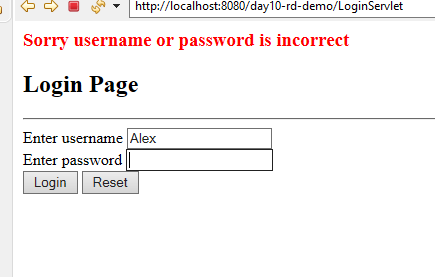 http://localhost:8080/day10-rd-demo/LoginServlet
Sorry username or password is incorrect
Login Page
Enter username Alex
Enter password
Login Reset